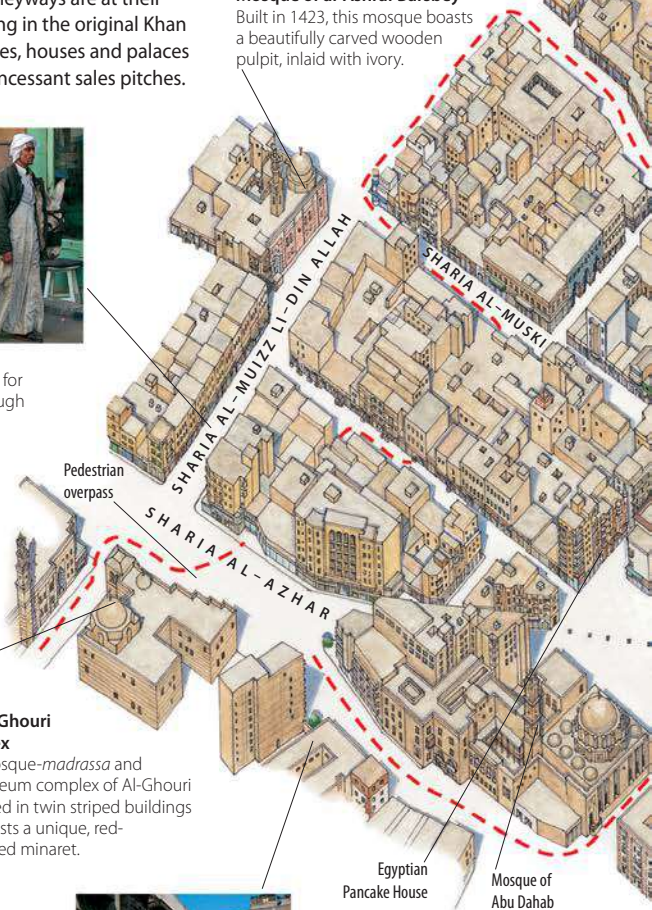 leyways are at their
ng in the original Khan
es, houses and palaces
ncessant sales pitches.
Mosque of al-Ashraf Barsbey
Built in 1423, this mosque boasts
a beautifully carved wooden
pulpit, inlaid with ivory.
SHARIA AL-MUIZZ LI-DIN ALLAH
SHARIA AL-MUSKI
for
ugh
Pedestrian
overpass
SHARIA AL-AZHAR
Ghouri
x
osque-madrassa and
eum complex of Al-Ghouri
ed in twin striped buildings
sts a unique, red-
ed minaret.
Egyptian
Pancake House
Mosque of
Abu Dahab